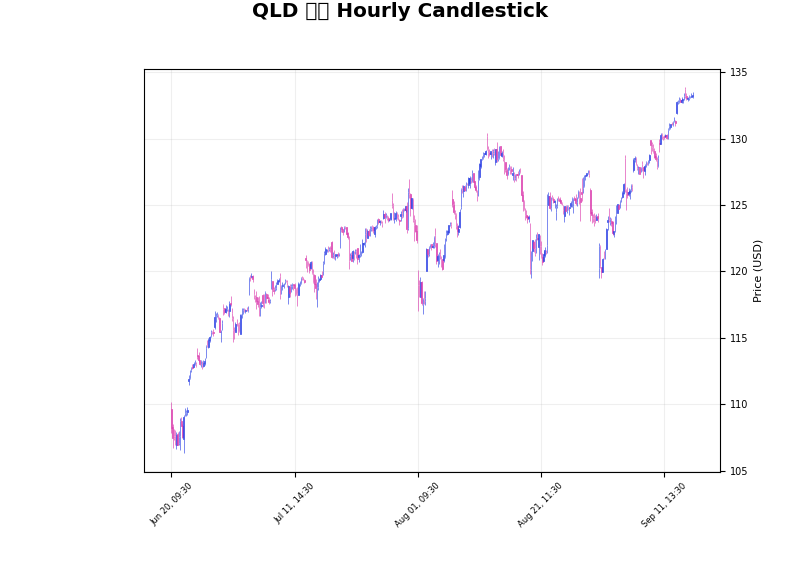 QLD Hourly Candlestick
135
130
125
120
115
110
105
Price (USD)
Jun 20, 09:30
Jul 11, 14:30
Aug 01, 09:30
Aug 21, 11:30
Sep 11, 13:30